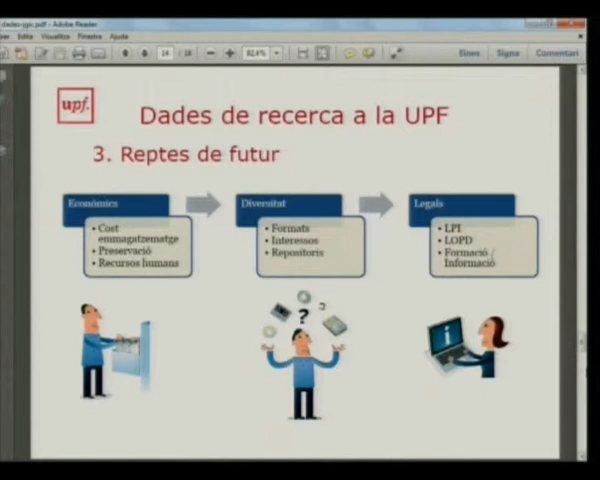 dades-jgic.pdf - Adobe Reader
Edita Visualitza Finestra Ajuda
14 / 18 82,4% Eines Signa Comentari
upf.
Dades de recerca a la UPF
3. Reptes de futur
Econòmics
• Cost
emmagatzematge
• Preservació
• Recursos humans
Diversitat
• Formats
• Interessos
• Repositoris
Legals
• LPI
• LOPD
• Formació/
Informació
?
i